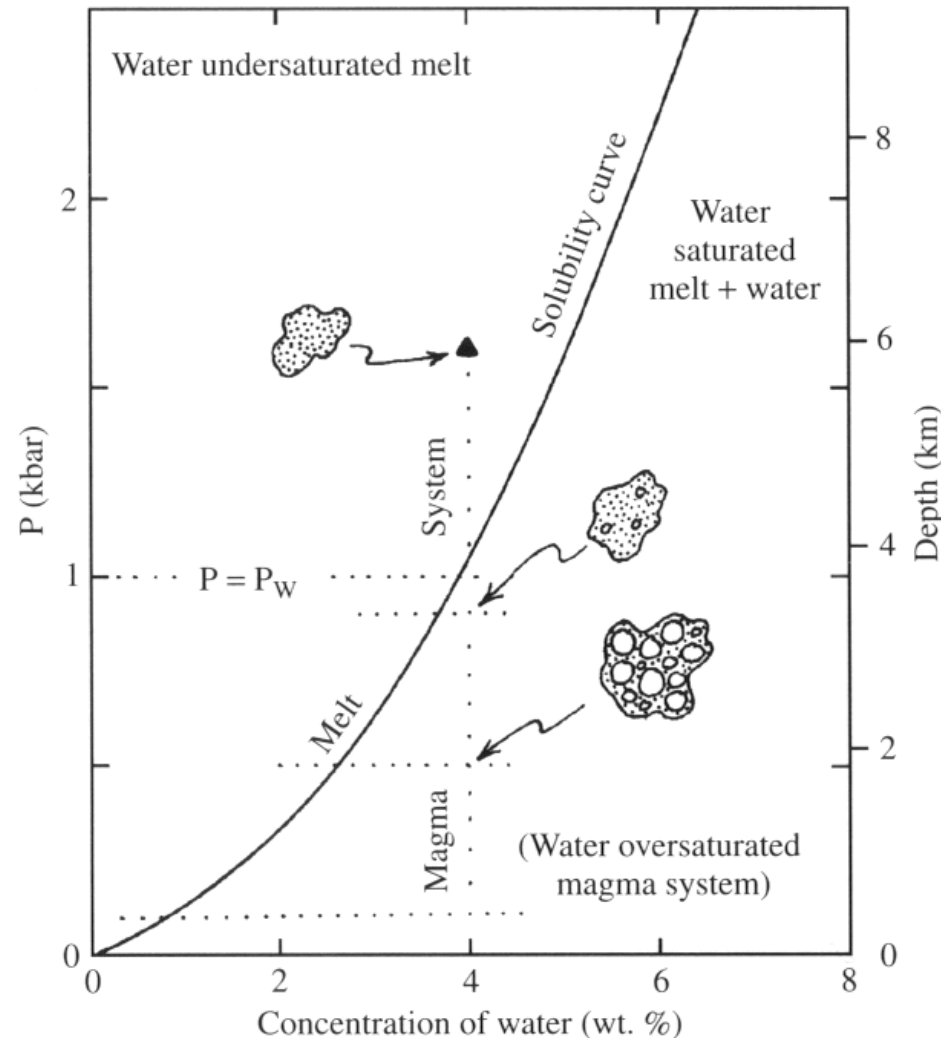 Water undersaturated melt
Solubility curve
Water
saturated
melt + water
System
P = PW
Melt
Magma
(Water oversaturated
magma system)
P (kbar)
2
1
0
Depth (km)
8
6
4
2
0
0 2 4 6 8
Concentration of water (wt. %)